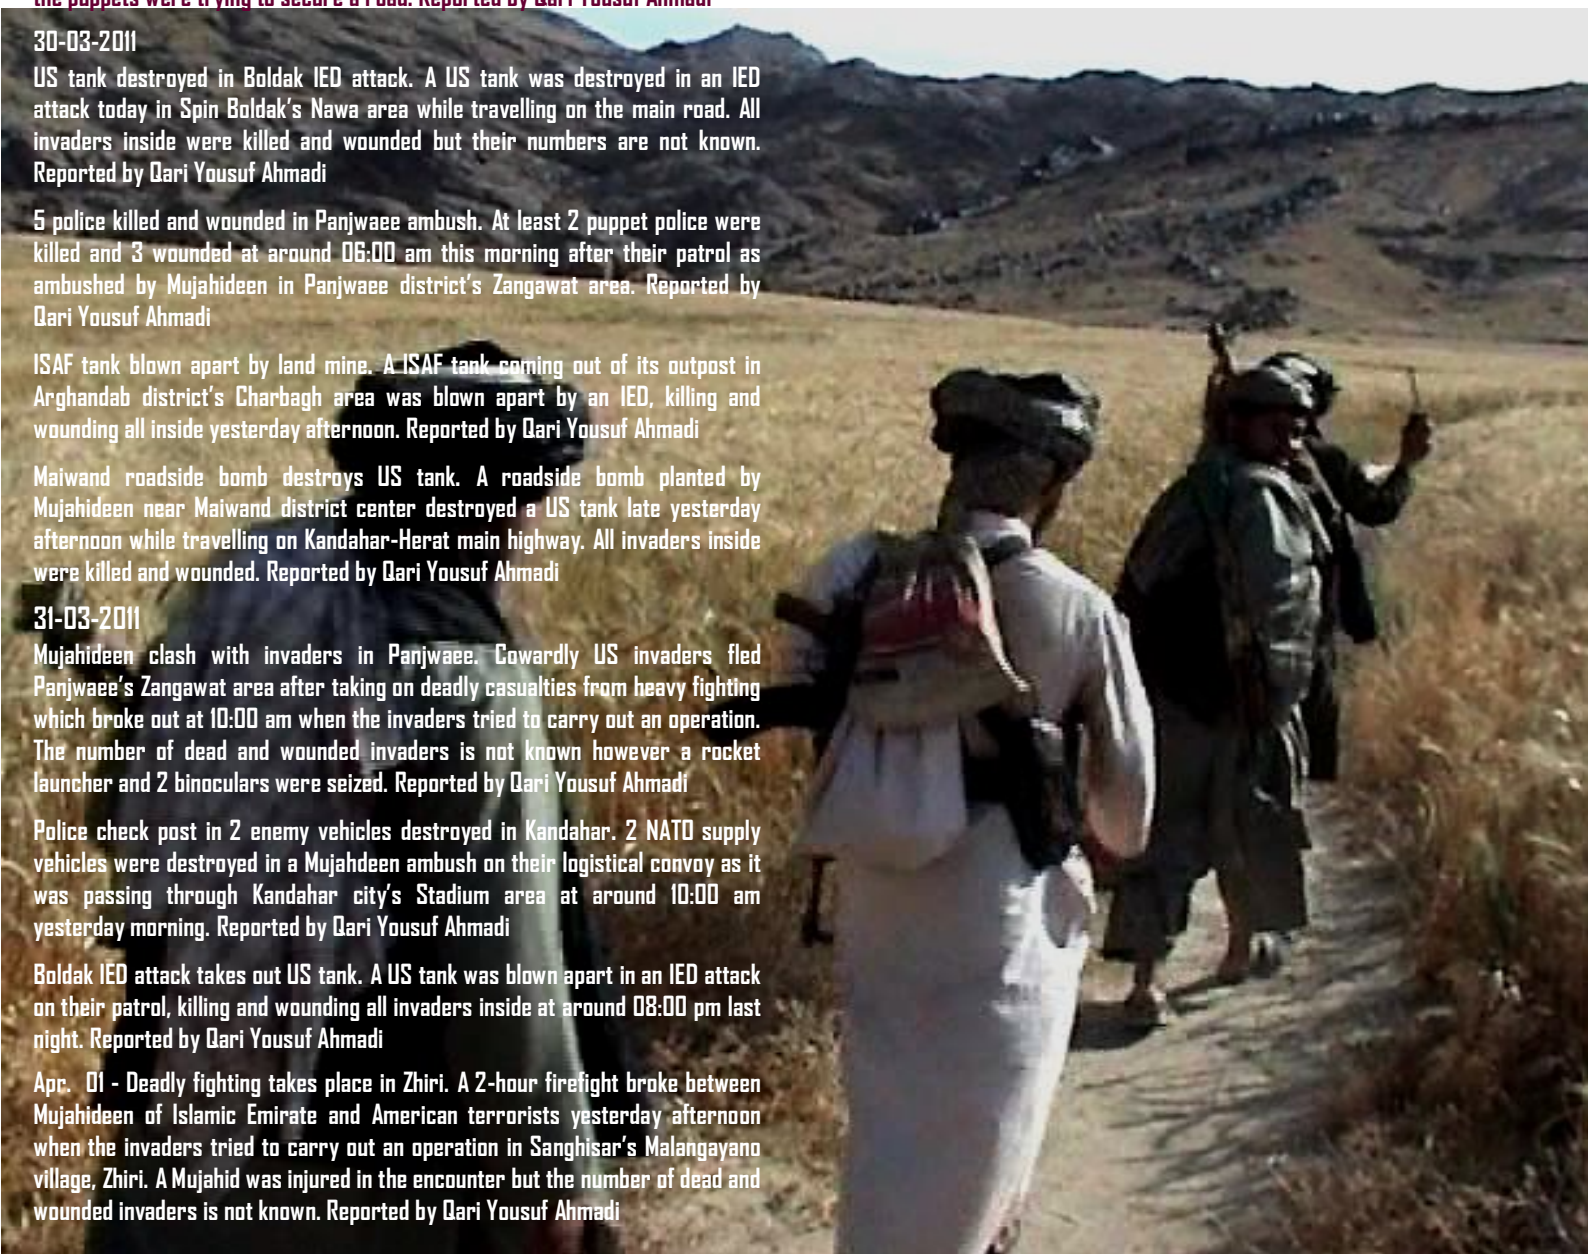 the puppets were trying to secure a road. Reported by Qari Yousuf Ahmadi
30-03-2011
US tank destroyed in Boldak IED attack. A US tank was destroyed in an IED
attack today in Spin Boldak's Nawa area while travelling on the main road. All
invaders inside were killed and wounded but their numbers are not known.
Reported by Qari Yousuf Ahmadi
5 police killed and wounded in Panjwaee ambush. At least 2 puppet police were
killed and 3 wounded at around 06:00 am this morning after their patrol as
ambushed by Mujahideen in Panjwaee district's Zangawat area. Reported by
Qari Yousuf Ahmadi
ISAF tank blown apart by land mine. A ISAF tank coming out of its outpost in
Arghandab district's Charbagh area was blown apart by an IED, killing and
wounding all inside yesterday afternoon. Reported by Qari Yousuf Ahmadi
Maiwand roadside bomb destroys US tank. A roadside bomb planted by
Mujahideen near Maiwand district center destroyed a US tank late yesterday
afternoon while travelling on Kandahar-Herat main highway. All invaders inside
were killed and wounded. Reported by Qari Yousuf Ahmadi
31-03-2011
Mujahideen clash with invaders in Panjwaee. Cowardly US invaders fled
Panjwaee's Zangawat area after taking on deadly casualties from heavy fighting
which broke out at 10:00 am when the invaders tried to carry out an operation.
The number of dead and wounded invaders is not known however a rocket
launcher and 2 binoculars were seized. Reported by Qari Yousuf Ahmadi
Police check post in 2 enemy vehicles destroyed in Kandahar. 2 NATO supply
vehicles were destroyed in a Mujahdeen ambush on their logistical convoy as it
was passing through Kandahar city's Stadium area at around 10:00 am
yesterday morning. Reported by Qari Yousuf Ahmadi
Boldak IED attack takes out US tank. A US tank was blown apart in an IED attack
on their patrol, killing and wounding all invaders inside at around 08:00 pm last
night. Reported by Qari Yousuf Ahmadi
Apr. 01 - Deadly fighting takes place in Zhiri. A 2-hour firefight broke between
Mujahideen of Islamic Emirate and American terrorists yesterday afternoon
when the invaders tried to carry out an operation in Sanghisar's Malangayano
village, Zhiri. A Mujahid was injured in the encounter but the number of dead and
wounded invaders is not known. Reported by Qari Yousuf Ahmadi